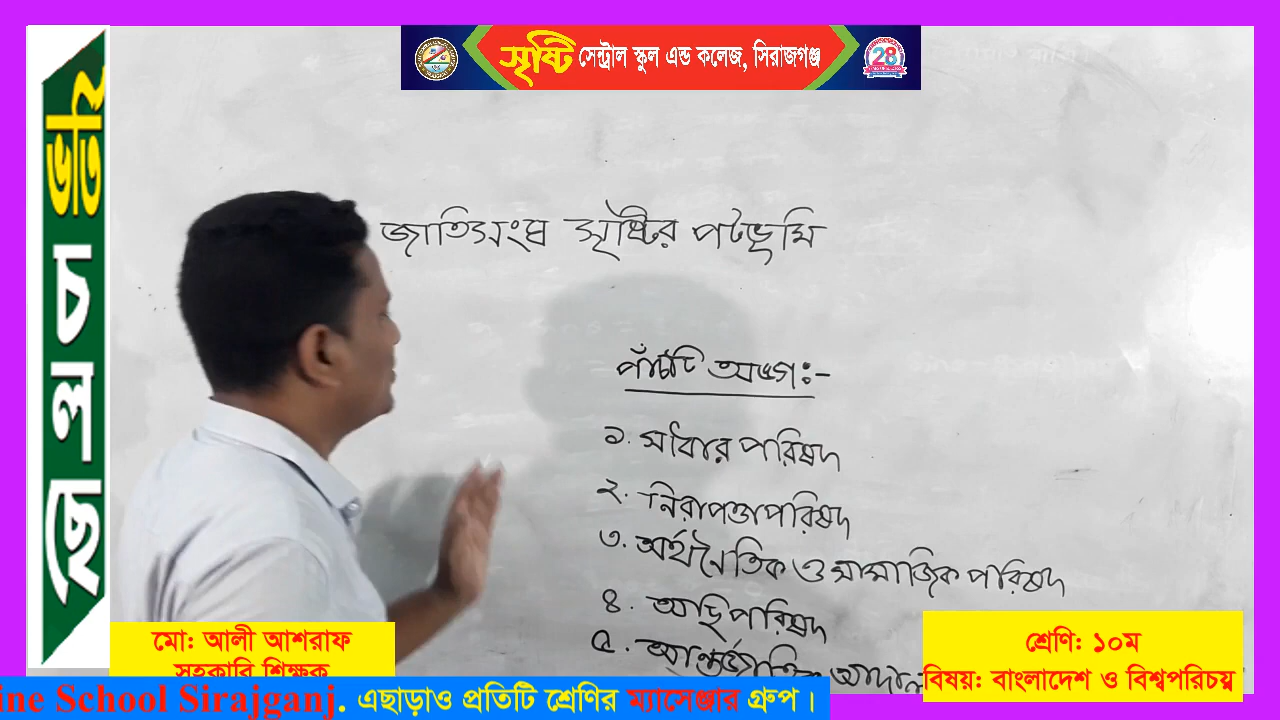 সৃষ্টি সেন্ট্রাল স্কুল এন্ড কলেজ, সিরাজগঞ্জ
28
ভর্তি চলছে
জাতিসংঘ সৃষ্টির পটভূমি
পাঁচটি অঙ্গঃ-
১. সাধারণ পরিষদ
২. নিরাপত্তা পরিষদ
৩. অর্থনৈতিক ও সামাজিক পরিষদ
৪. অছি পরিষদ
৫. আন্তর্জাতিক আদাল
মো: আলী আশরাফ
সহকারি শিক্ষক
শ্রেণি: ১০ম
বিষয়: বাংলাদেশ ও বিশ্বপরিচয়
ine School Sirajganj. এছাড়াও প্রতিটি শ্রেণির ম্যাসেঞ্জার গ্রুপ।